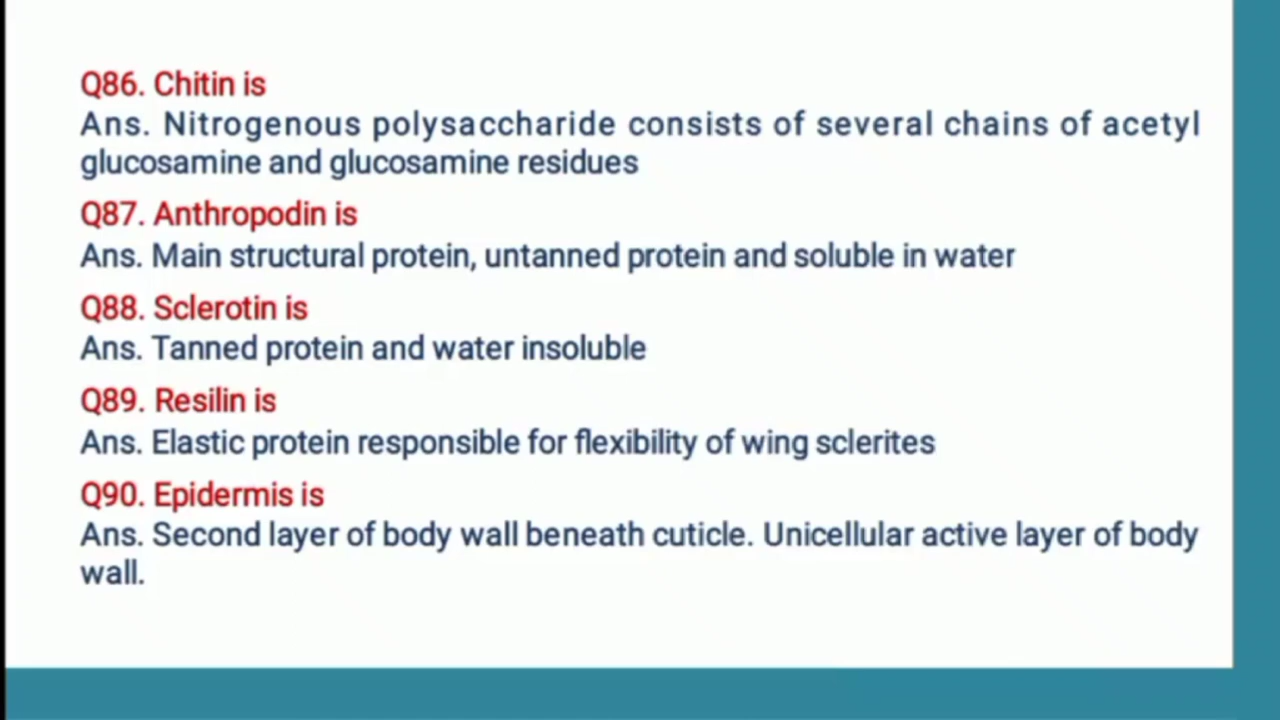 Q86. Chitin is
Ans. Nitrogenous polysaccharide consists of several chains of acetyl
glucosamine and glucosamine residues
Q87. Anthropodin is
Ans. Main structural protein, untanned protein and soluble in water
Q88. Sclerotin is
Ans. Tanned protein and water insoluble
Q89. Resilin is
Ans. Elastic protein responsible for flexibility of wing sclerites
Q90. Epidermis is
Ans. Second layer of body wall beneath cuticle. Unicellular active layer of body
wall.